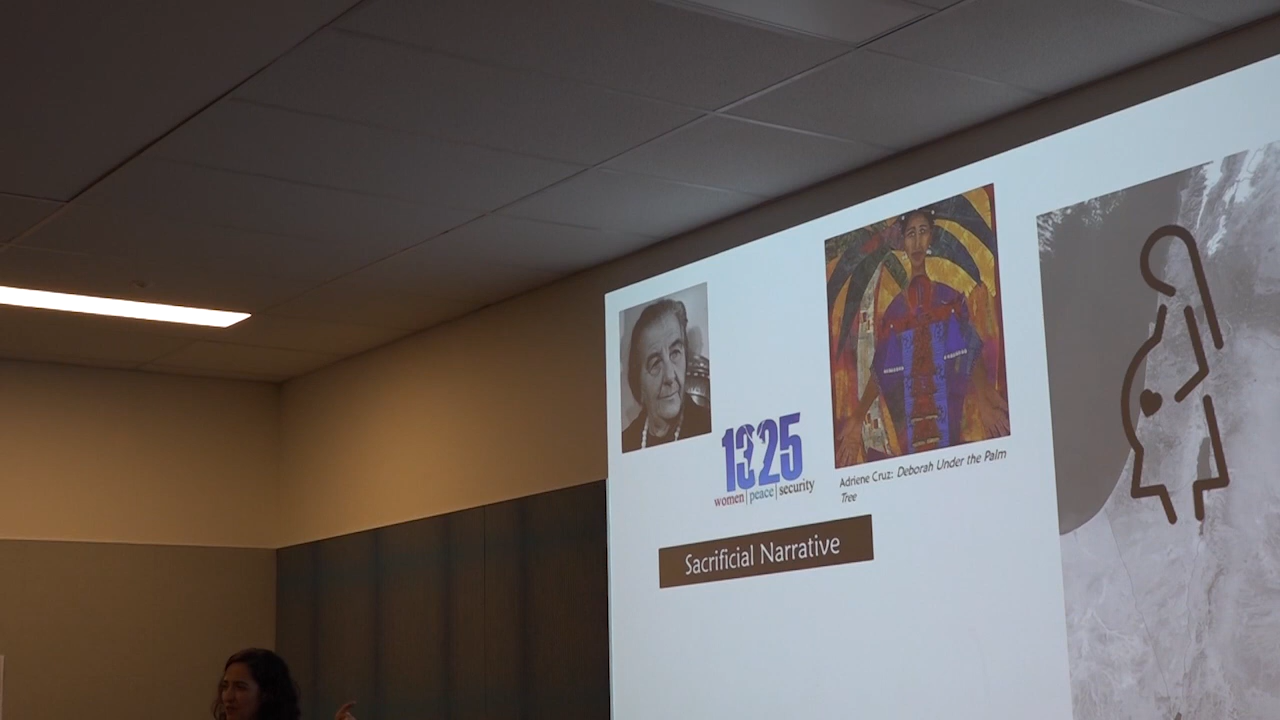 1325
women | peace | security
Adriene Cruz: Deborah Under the Palm
Tree
Sacrificial Narrative